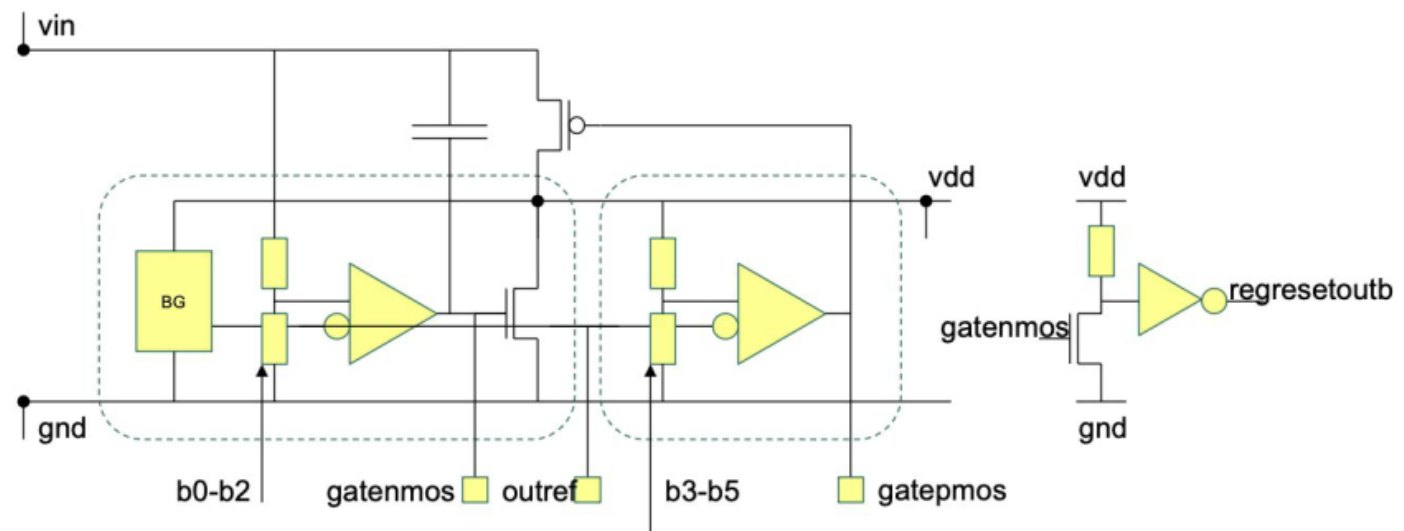 vin
vdd
vdd
BG
regresetoutb
gatenmos
gnd
gnd
b0-b2
gatenmos
outref
b3-b5
gatepmos